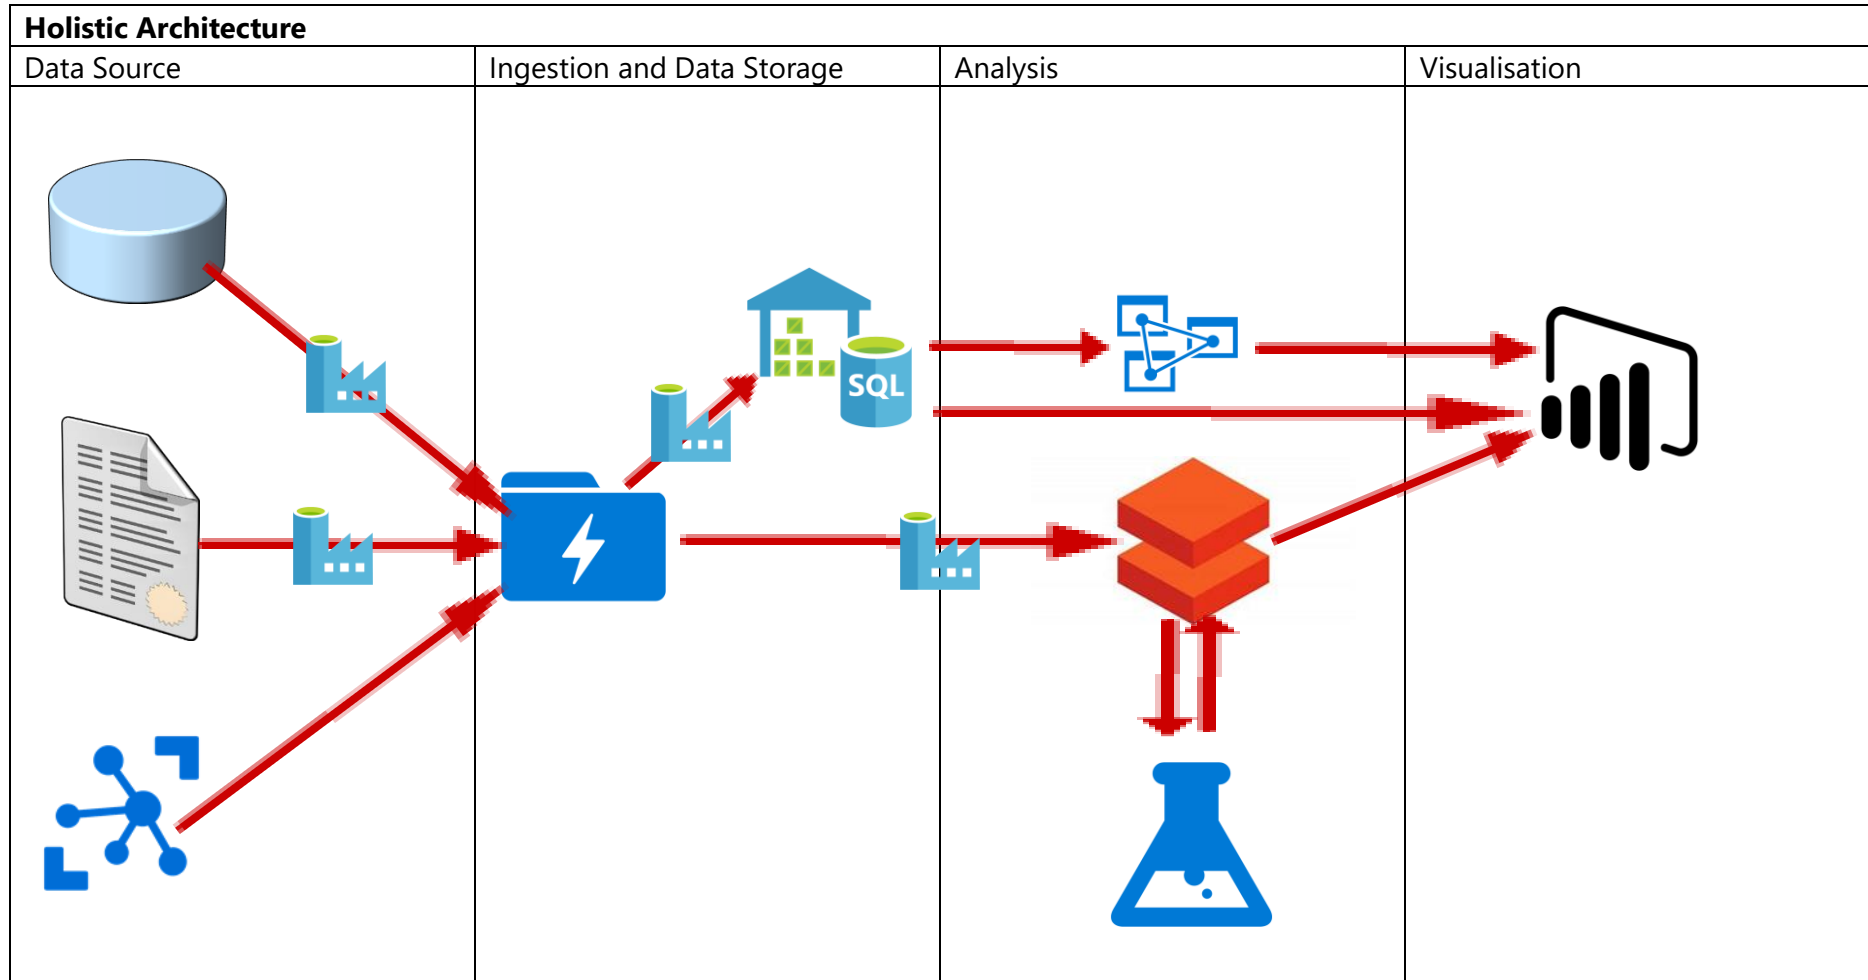 Holistic Architecture
Data Source
Ingestion and Data Storage
Analysis
Visualisation
SQL